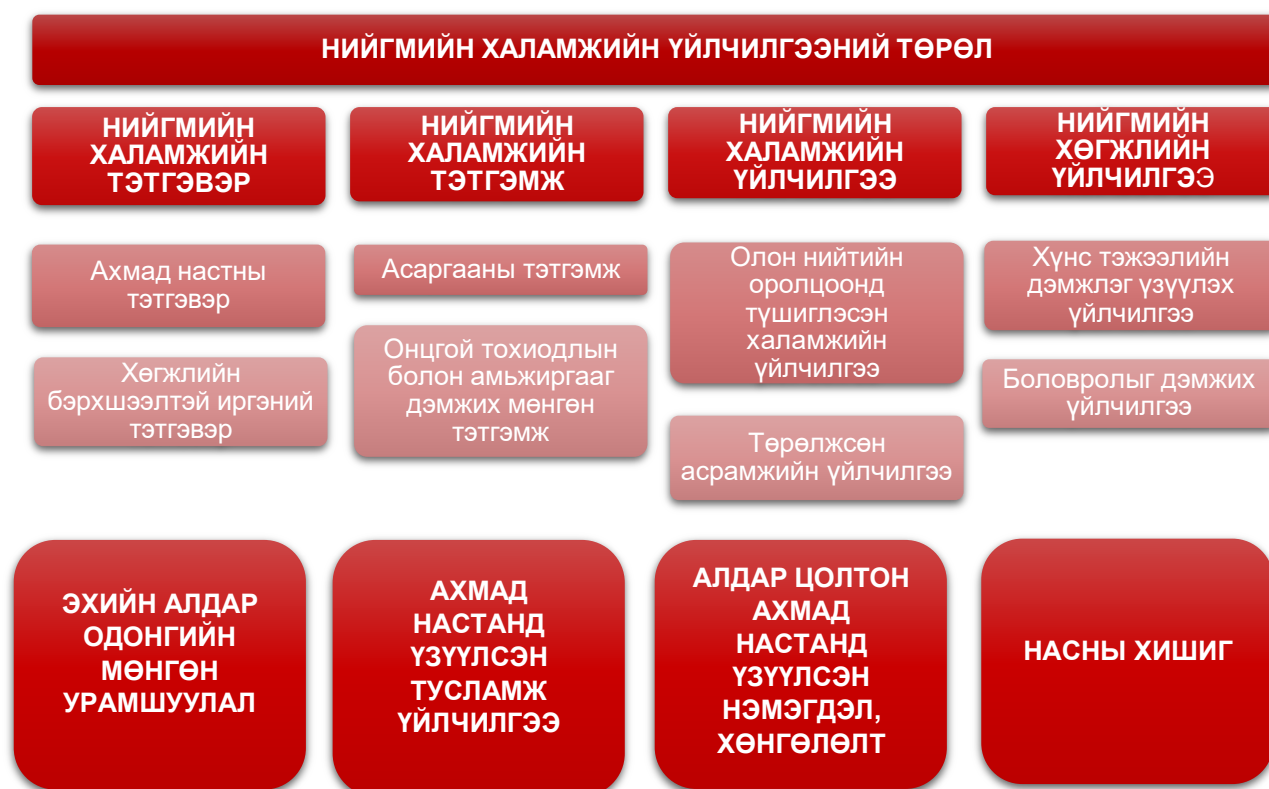 НИЙГМИЙН ХАЛАМЖИЙН ҮЙЛЧИЛГЭЭНИЙ ТӨРӨЛ
НИЙГМИЙН
ХАЛАМЖИЙН
ТЭТГЭВЭР
НИЙГМИЙН
ХАЛАМЖИЙН
ТЭТГЭМЖ
НИЙГМИЙН
ХАЛАМЖИЙН
ҮЙЛЧИЛГЭЭ
НИЙГМИЙН
ХӨГЖЛИЙН
ҮЙЛЧИЛГЭЭ
Ахмад настны
тэтгэвэр
Хөгжлийн
бэрхшээлтэй иргэний
тэтгэвэр
Асаргааны тэтгэмж
Онцгой тохиодлын
болон амьжиргааг
дэмжих мөнгөн
тэтгэмж
Олон нийтийн
оролцоонд
түшиглэсэн
халамжийн
үйлчилгээ
Төрөлжсөн
асрамжийн үйлчилгээ
Хүнс тэжээлийн
дэмжлэг үзүүлэх
үйлчилгээ
Боловролыг дэмжих
үйлчилгээ
ЭХИЙН АЛДАР
ОДОНГИЙН
МӨНГӨН
УРАМШУУЛАЛ
АХМАД
НАСТАНД
ҮЗҮҮЛСЭН
ТУСЛАМЖ
ҮЙЛЧИЛГЭЭ
АЛДАР ЦОЛТОН
АХМАД
НАСТАНД
ҮЗҮҮЛСЭН
НЭМЭГДЭЛ,
ХӨНГӨЛӨЛТ
НАСНЫ ХИШИГ